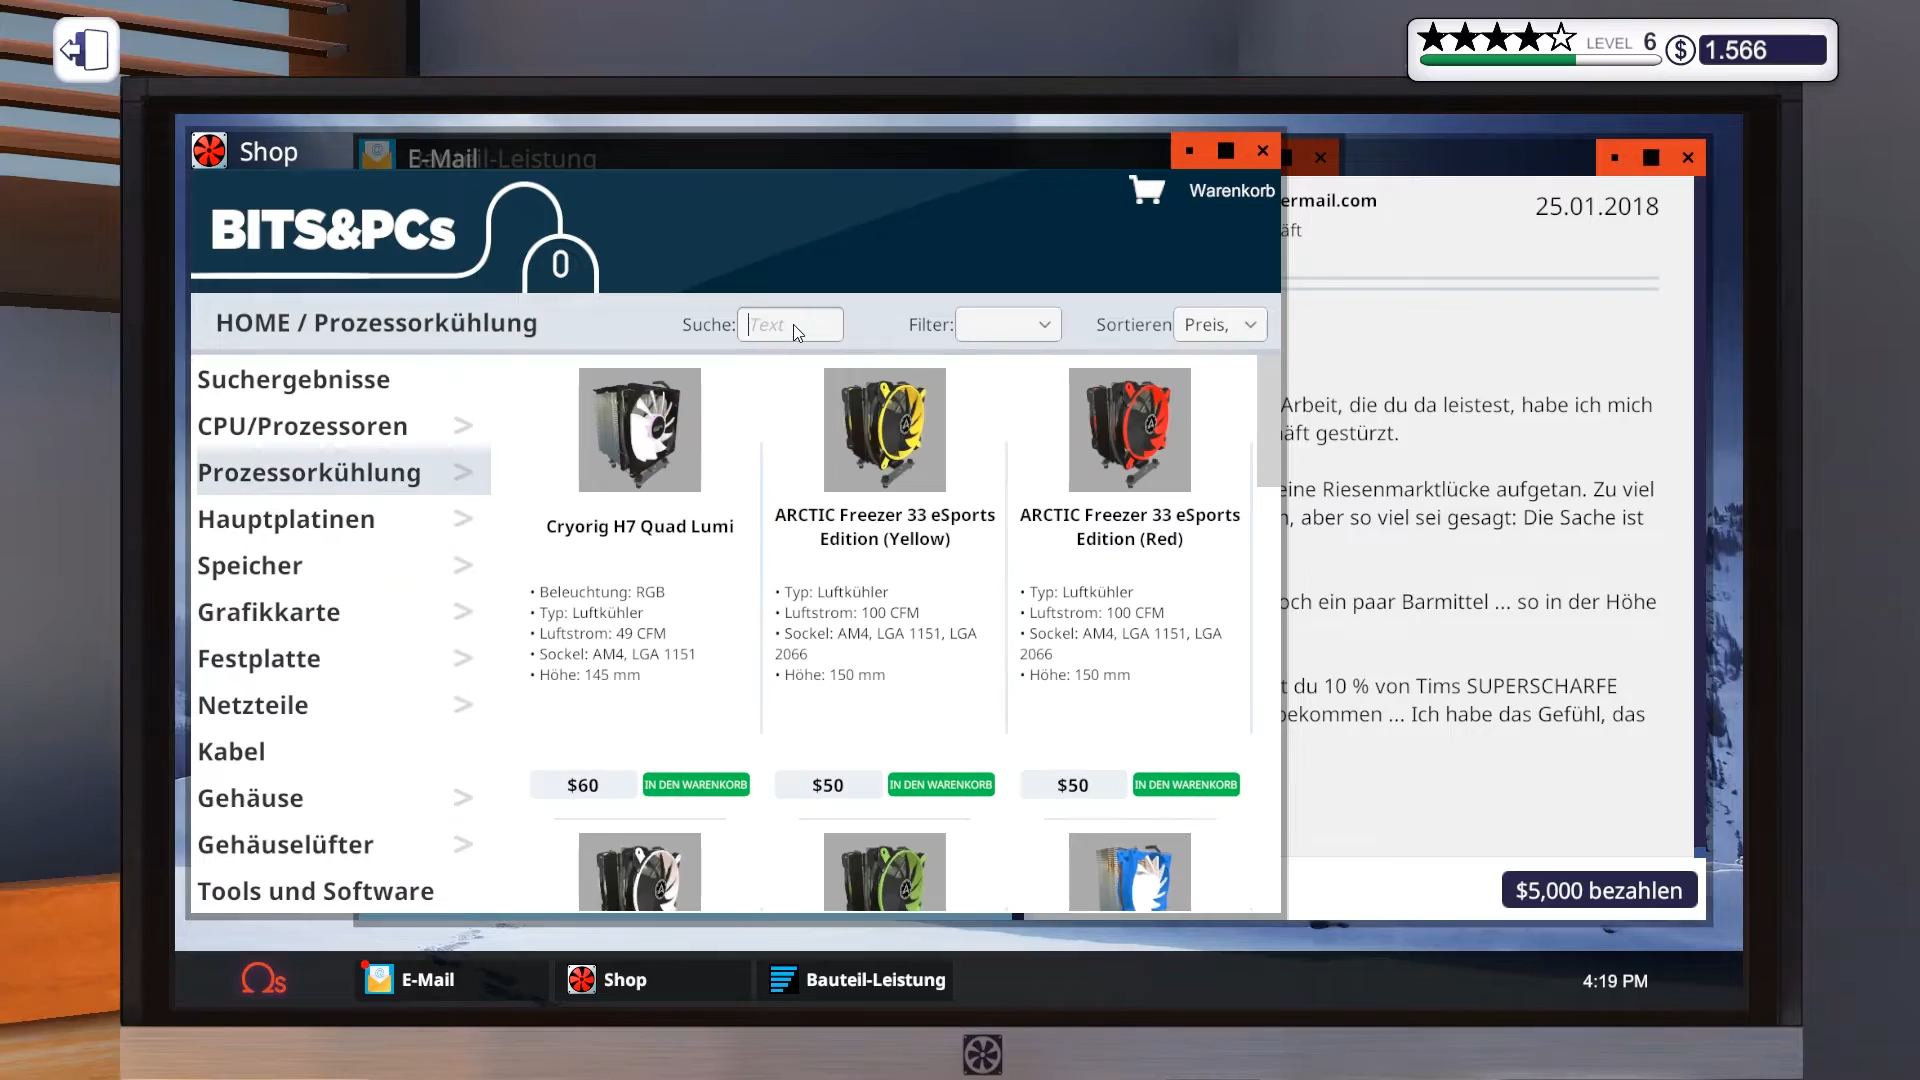 LEVEL 6
$ 1.566
Shop
E-Mail
il-Leistung
Warenkorb
BITS&PCs
HOME / Prozessorkühlung
Suche: Text
Filter:
Sortieren Preis,
Suchergebnisse
CPU/Prozessoren >
Prozessorkühlung >
Hauptplatinen >
Speicher >
Grafikkarte >
Festplatte >
Netzteile >
Kabel
Gehäuse >
Gehäuselüfter >
Tools und Software
Cryorig H7 Quad Lumi
• Beleuchtung: RGB
• Typ: Luftkühler
• Luftstrom: 49 CFM
• Sockel: AM4, LGA 1151
• Höhe: 145 mm
$60 IN DEN WARENKORB
ARCTIC Freezer 33 eSports
Edition (Yellow)
• Typ: Luftkühler
• Luftstrom: 100 CFM
• Sockel: AM4, LGA 1151, LGA
2066
• Höhe: 150 mm
$50 IN DEN WARENKORB
ARCTIC Freezer 33 eSports
Edition (Red)
• Typ: Luftkühler
• Luftstrom: 100 CFM
• Sockel: AM4, LGA 1151, LGA
2066
• Höhe: 150 mm
$50 IN DEN WARENKORB
ermail.com
25.01.2018
äft
Arbeit, die du da leistest, habe ich mich
äft gestürzt.
eine Riesenmarktlücke aufgetan. Zu viel
n, aber so viel sei gesagt: Die Sache ist
och ein paar Barmittel ... so in der Höhe
t du 10 % von Tims SUPERSCHARFE
bekommen ... Ich habe das Gefühl, das
$5,000 bezahlen
Ωs
E-Mail
Shop
Bauteil-Leistung
4:19 PM